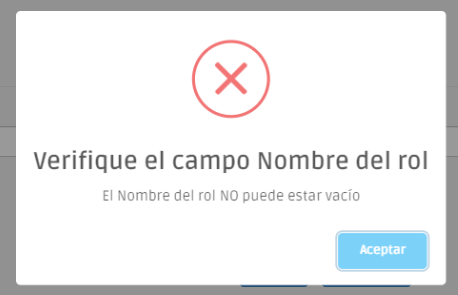 Verifique el campo Nombre del rol
El Nombre del rol NO puede estar vacío
Aceptar